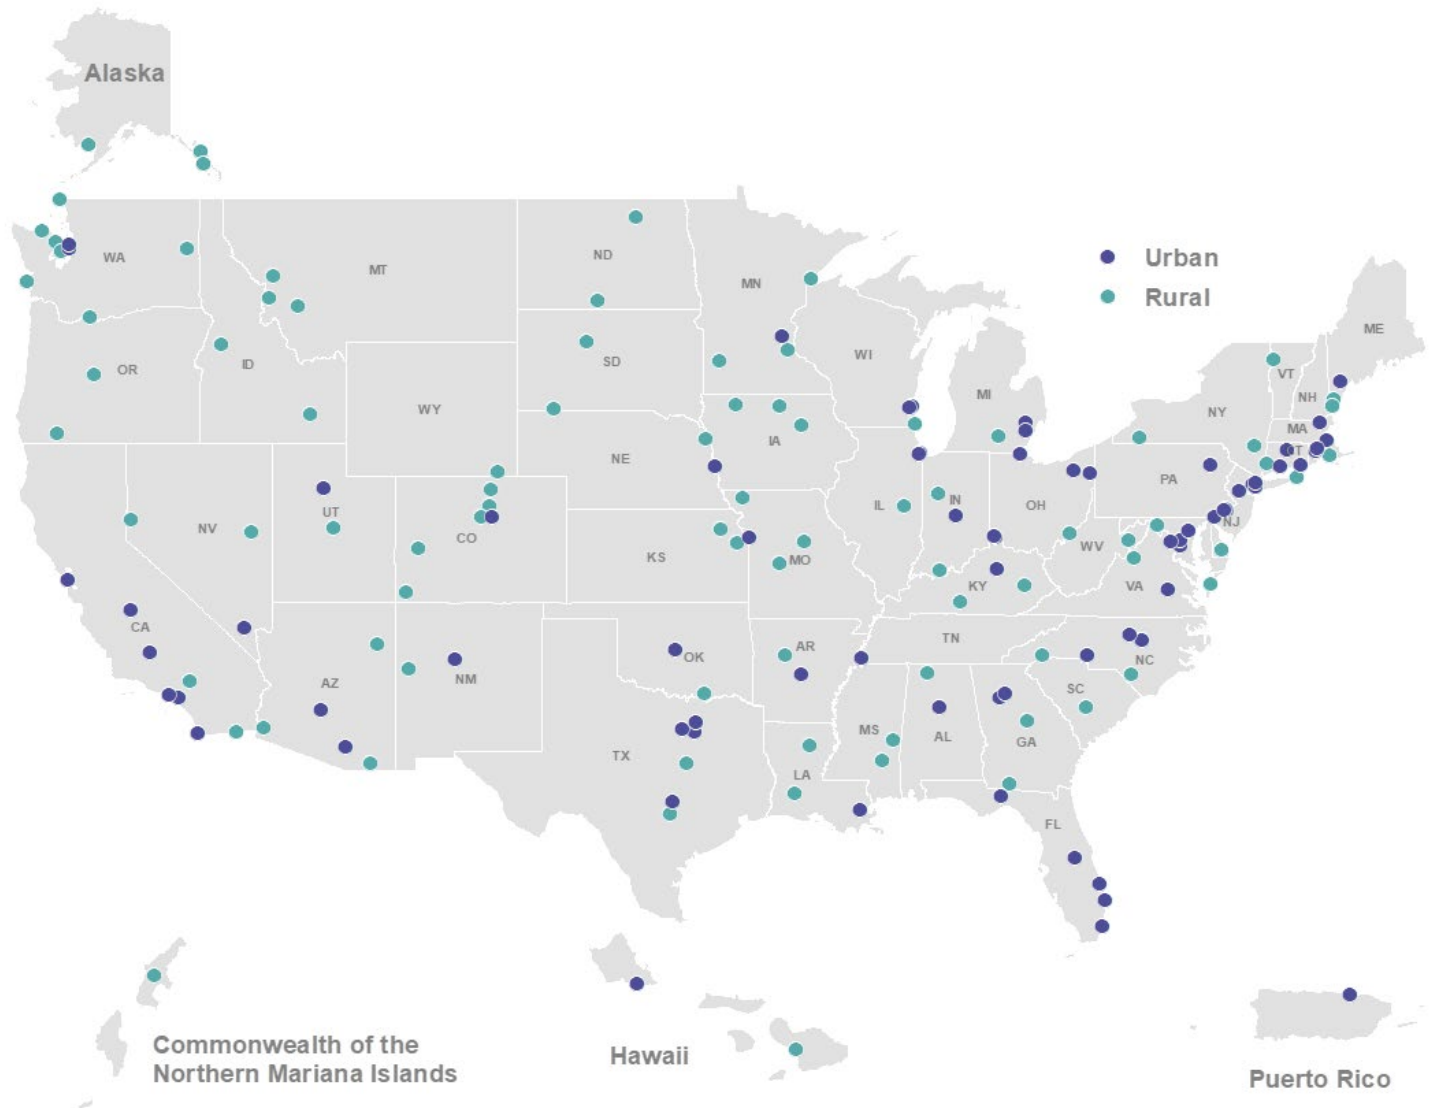 Alaska
WA
MT
ND
MN
Urban
Rural
OR
ID
WY
SD
WI
MI
ME
VT
NH
NY
MA
CT
NV
UT
CO
NE
IA
IL
IN
OH
PA
NJ
KS
MO
WV
KY
VA
CA
AZ
NM
OK
AR
TN
NC
SC
TX
LA
MS
AL
GA
FL
Commonwealth of the
Northern Mariana Islands
Hawaii
Puerto Rico